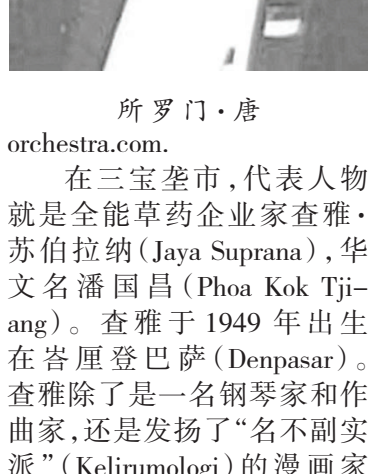 所罗门·唐
orchestra.com.
在三宝垄市,代表人物
就是全能草药企业家查雅·
苏伯拉纳(Jaya Suprana),华
文名潘国昌(Phoa Kok Tji-
ang)。查雅于1949年出生
在峇厘登巴萨(Denpasar)。
查雅除了是一名钢琴家和作
曲家,还是发扬了“名不副实
派”(Kelirumologi)的漫画家